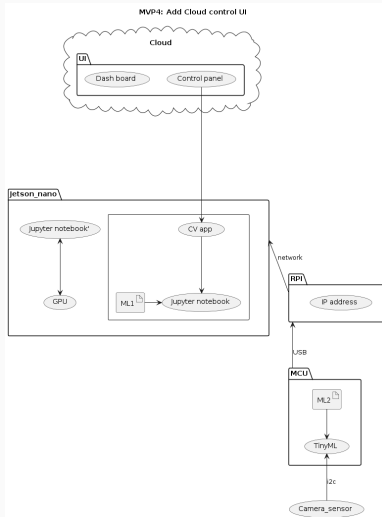 MVP4: Add Cloud control UI
Cloud
UI
Dash board
Control panel
jetson_nano
Jupyter notebook'
CV app
GPU
ML1
Jupyter notebook
network
RPI
IP address
USB
MCU
ML2
TinyML
i2c
Camera_sensor